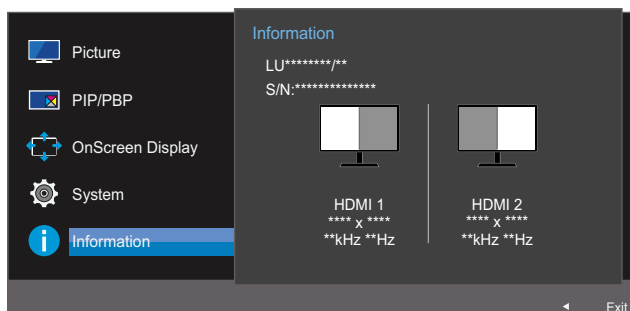 Picture
PIP/PBP
OnScreen Display
System
Information
Information
LU********/**
S/N:**************
HDMI 1
**** x ****
**kHz **Hz
HDMI 2
**** x ****
**kHz **Hz
Exit